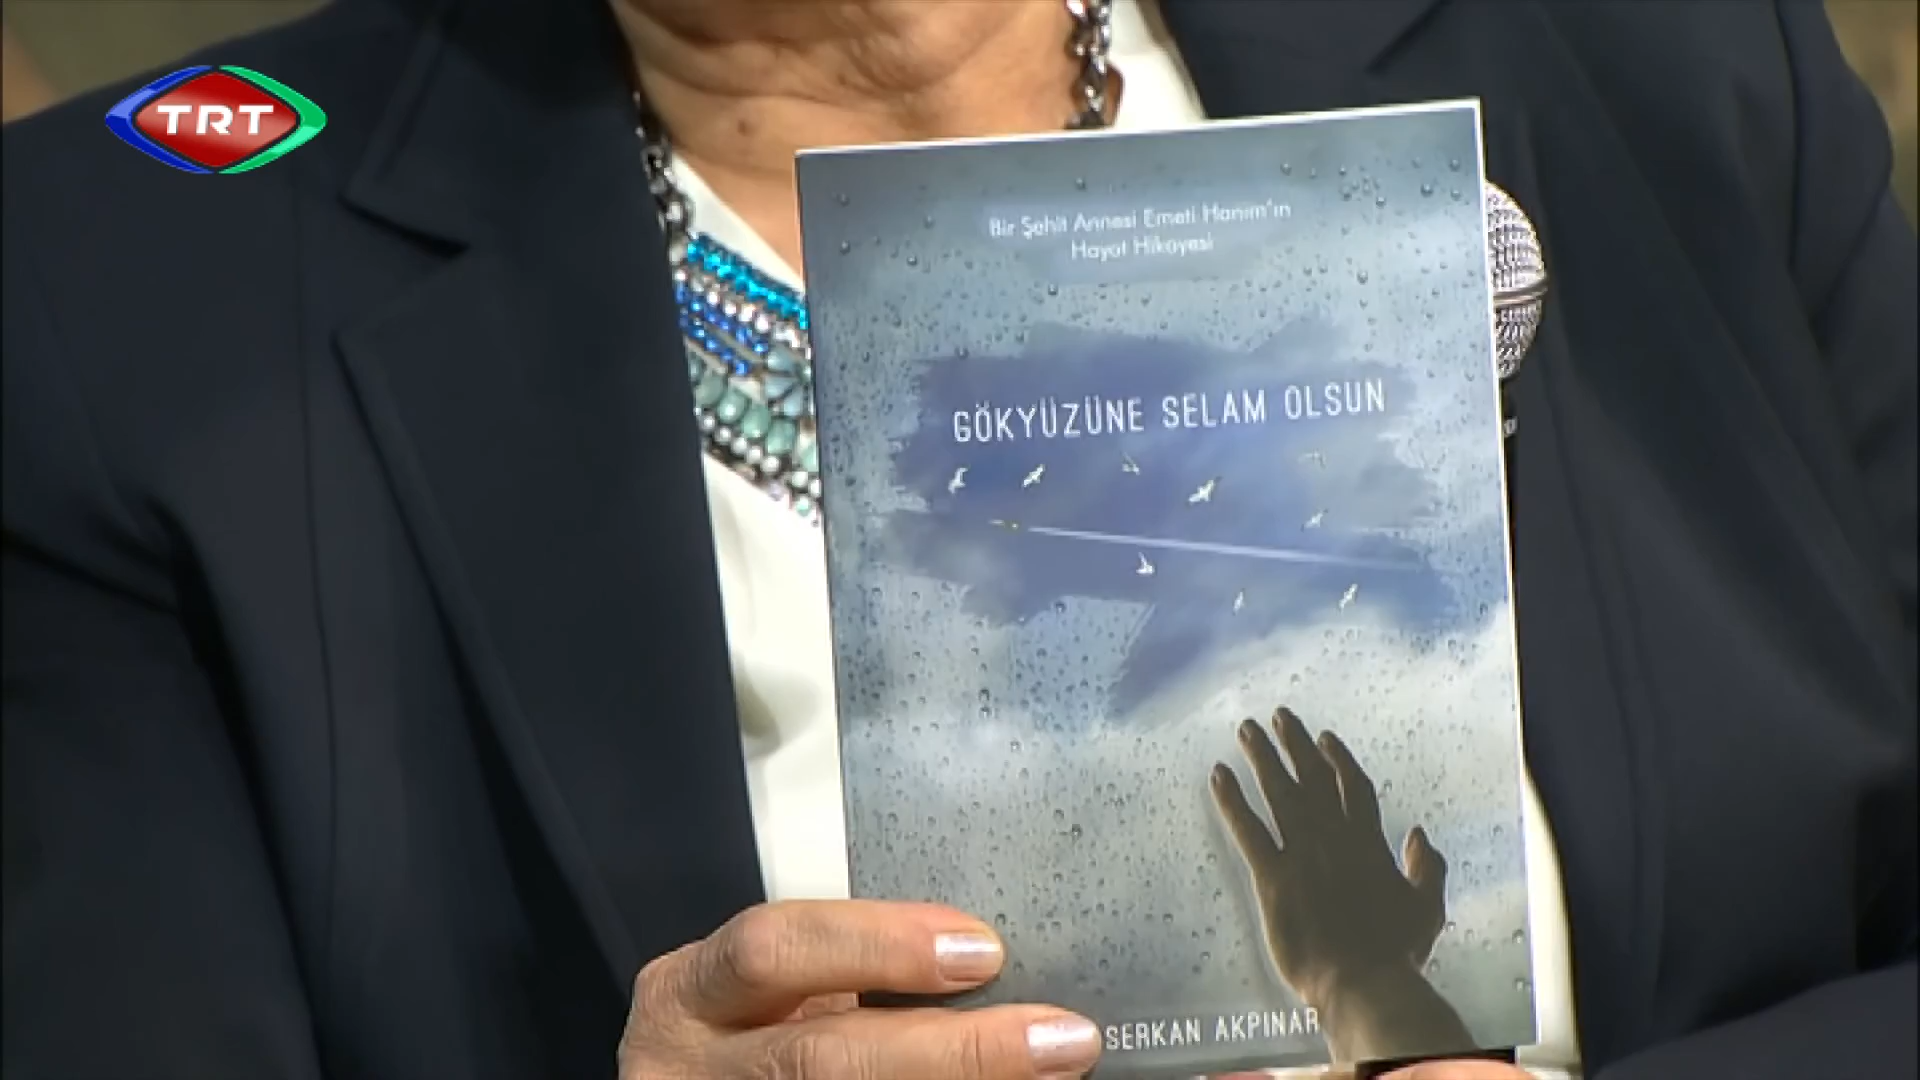 TRT
Bir Şehit Annesi Emeti Hanım'ın
Hayat Hikayesi
GÖKYÜZÜNE SELAM OLSUN
SERKAN AKPINAR